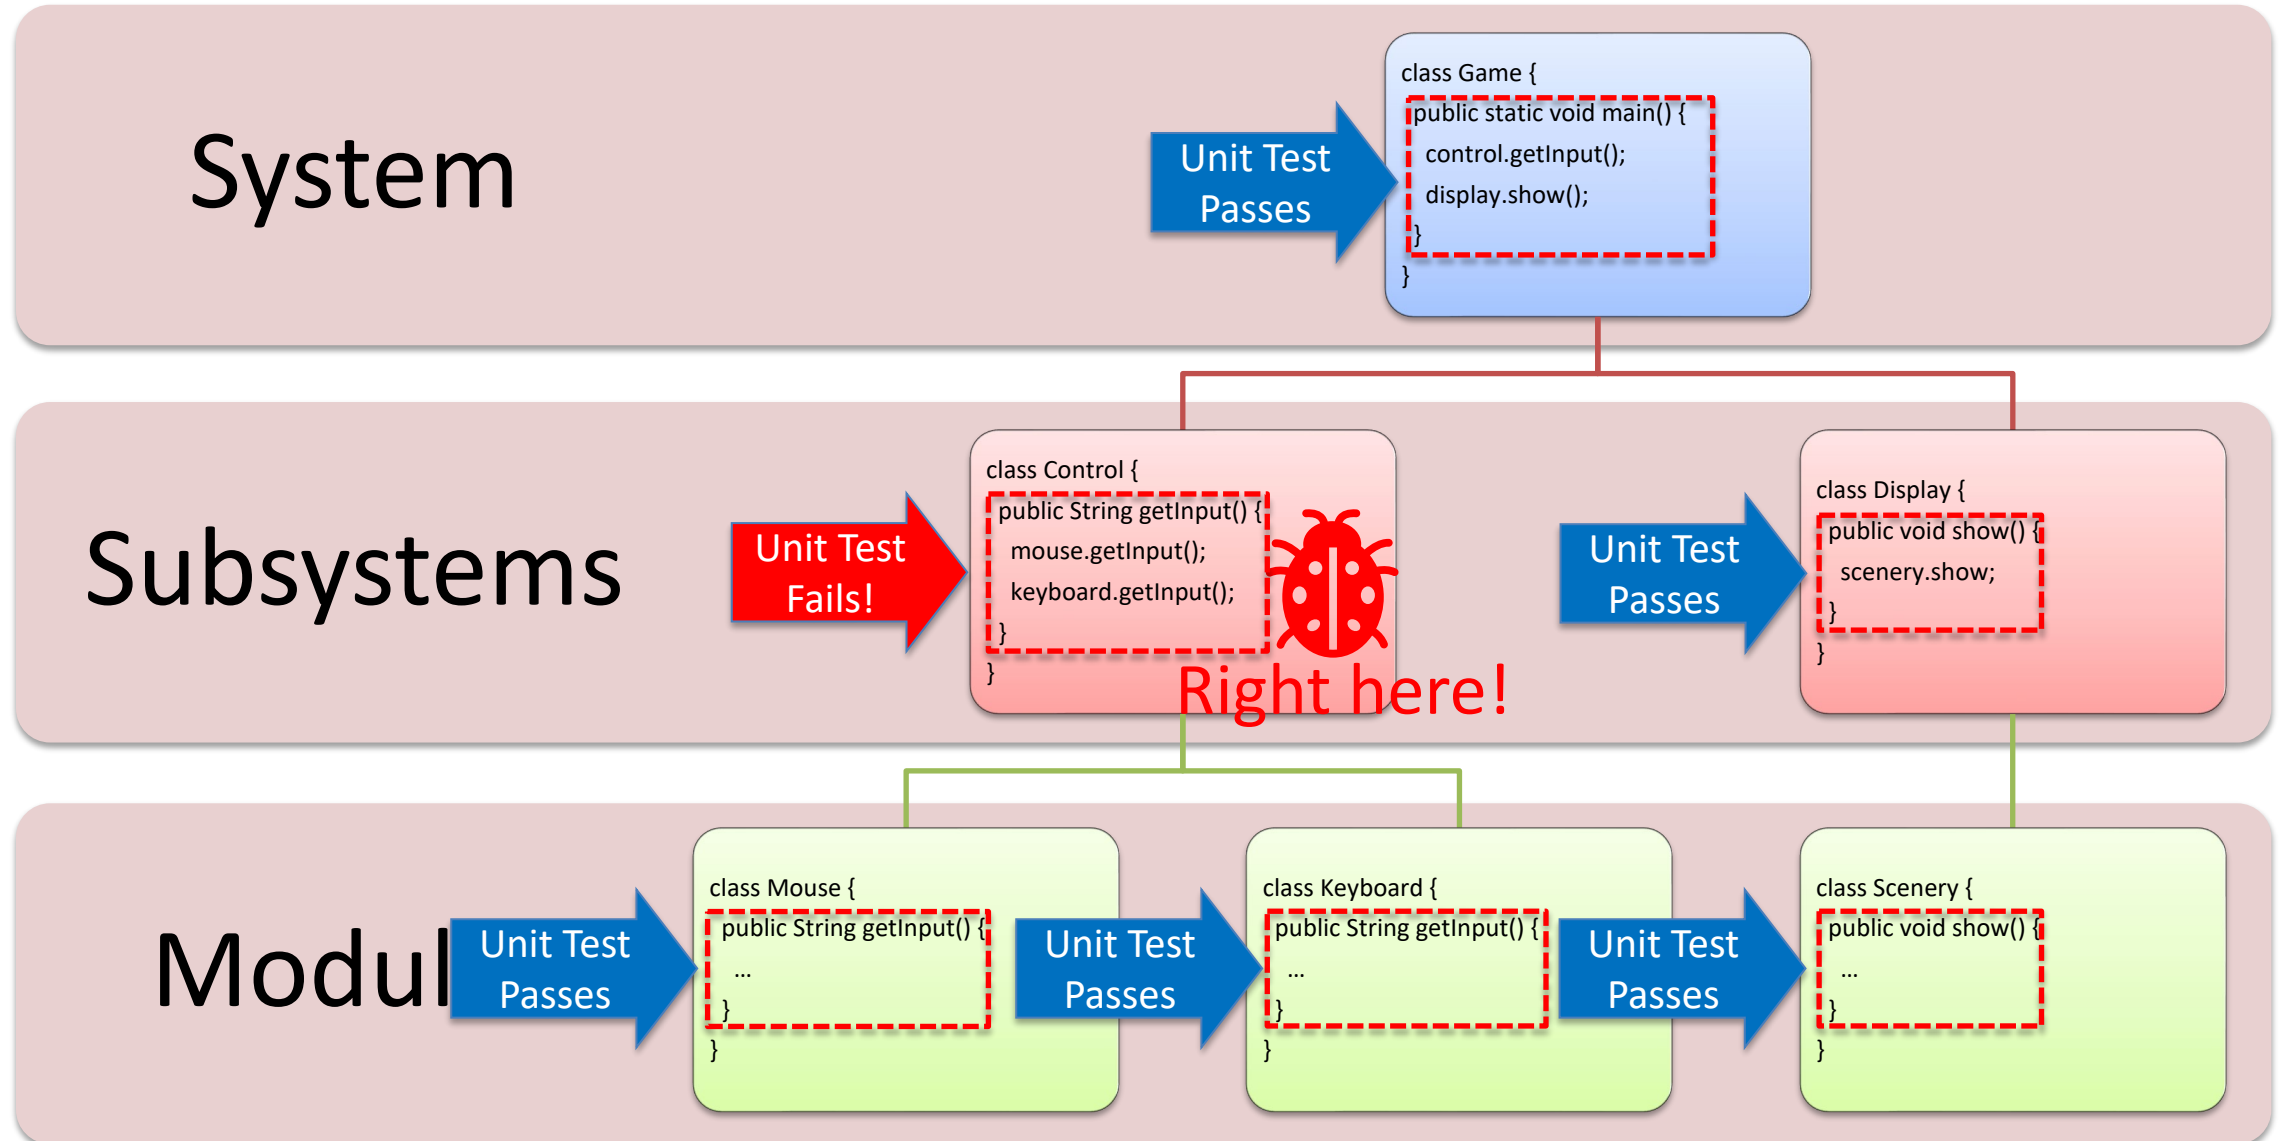 System
Unit Test
Passes
class Game {
public static void main() {
control.getInput();
display.show();
}
}
Subsystems
Unit Test
Fails!
class Control {
public String getInput() {
mouse.getInput();
keyboard.getInput();
}
}
Right here!
Unit Test
Passes
class Display {
public void show() {
scenery.show;
}
}
Modul
Unit Test
Passes
class Mouse {
public String getInput() {
...
}
}
Unit Test
Passes
class Keyboard {
public String getInput() {
...
}
}
Unit Test
Passes
class Scenery {
public void show() {
...
}
}